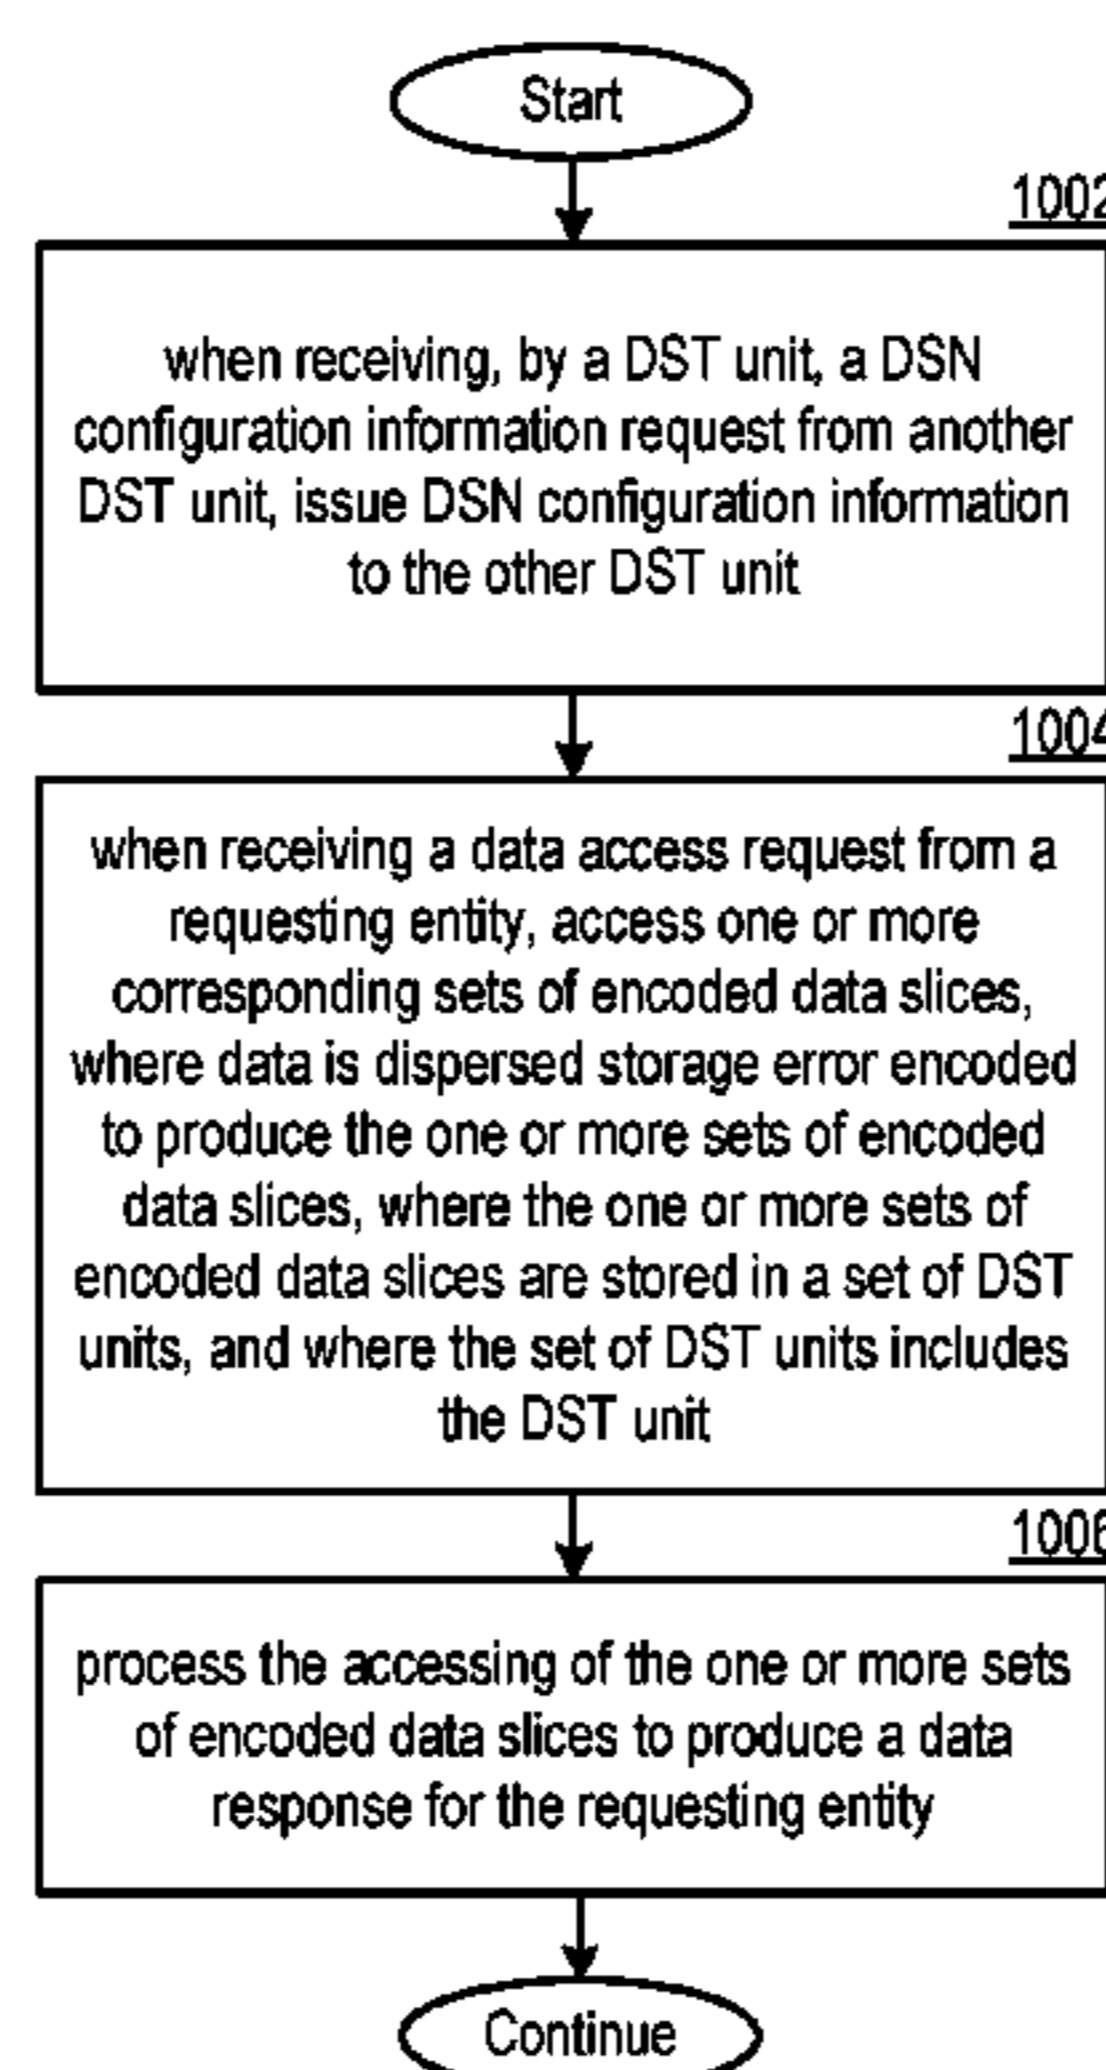 Start
1002
when receiving, by a DST unit, a DSN
configuration information request from another
DST unit, issue DSN configuration information
to the other DST unit
1004
when receiving a data access request from a
requesting entity, access one or more
corresponding sets of encoded data slices,
where data is dispersed storage error encoded
to produce the one or more sets of encoded
data slices, where the one or more sets of
encoded data slices are stored in a set of DST
units, and where the set of DST units includes
the DST unit
1006
process the accessing of the one or more sets
of encoded data slices to produce a data
response for the requesting entity
Continue